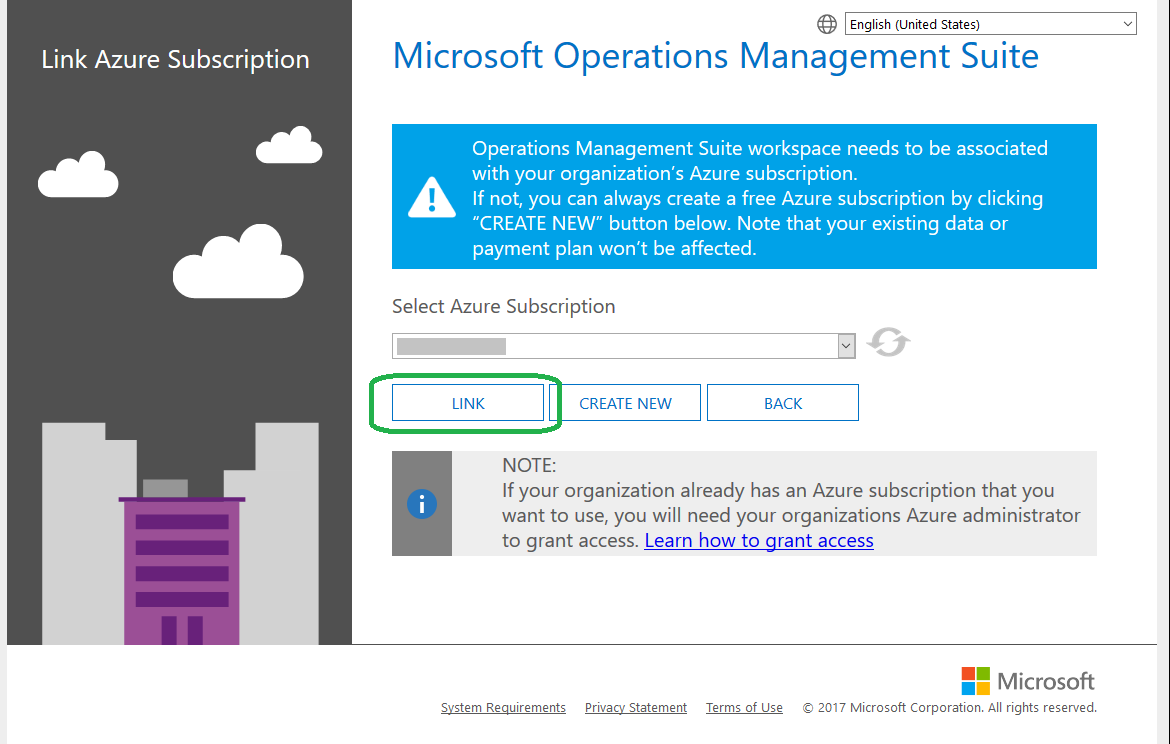 Link Azure Subscription
English (United States)
Microsoft Operations Management Suite
Operations Management Suite workspace needs to be associated
with your organization’s Azure subscription.
If not, you can always create a free Azure subscription by clicking
“CREATE NEW” button below. Note that your existing data or
payment plan won’t be affected.
Select Azure Subscription
LINK
CREATE NEW
BACK
NOTE:
If your organization already has an Azure subscription that you
want to use, you will need your organizations Azure administrator
to grant access. Learn how to grant access
Microsoft
System Requirements Privacy Statement Terms of Use © 2017 Microsoft Corporation. All rights reserved.